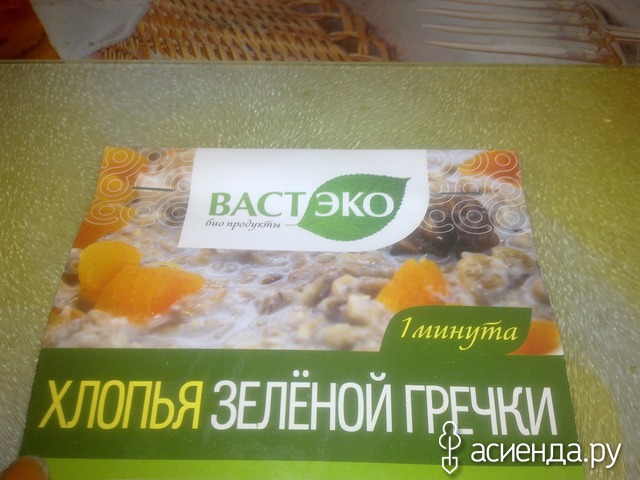 ВАСТЭКО
био продукты
1 минута
ХЛОПЬЯ ЗЕЛЁНОЙ ГРЕЧКИ
асиенда.ру